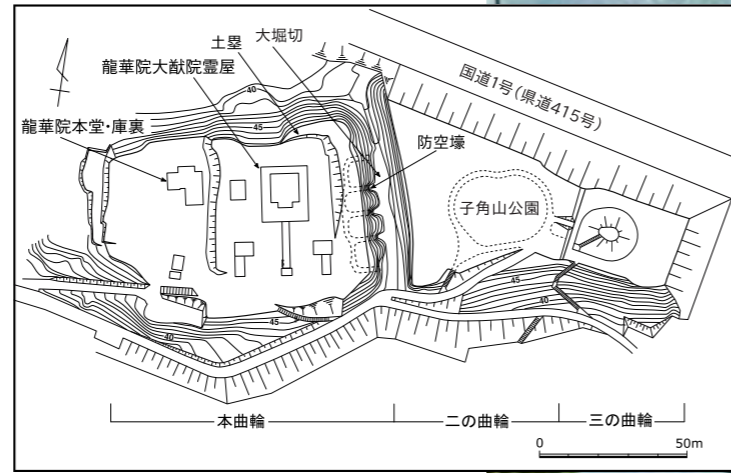 大堀切
土塁
龍華院大猷院霊屋
国道1号(県道415号)
龍華院本堂・庫裏
防空壕
子角山公園
40
45
45
40
45
40
本曲輪
二の曲輪
三の曲輪
0
50m